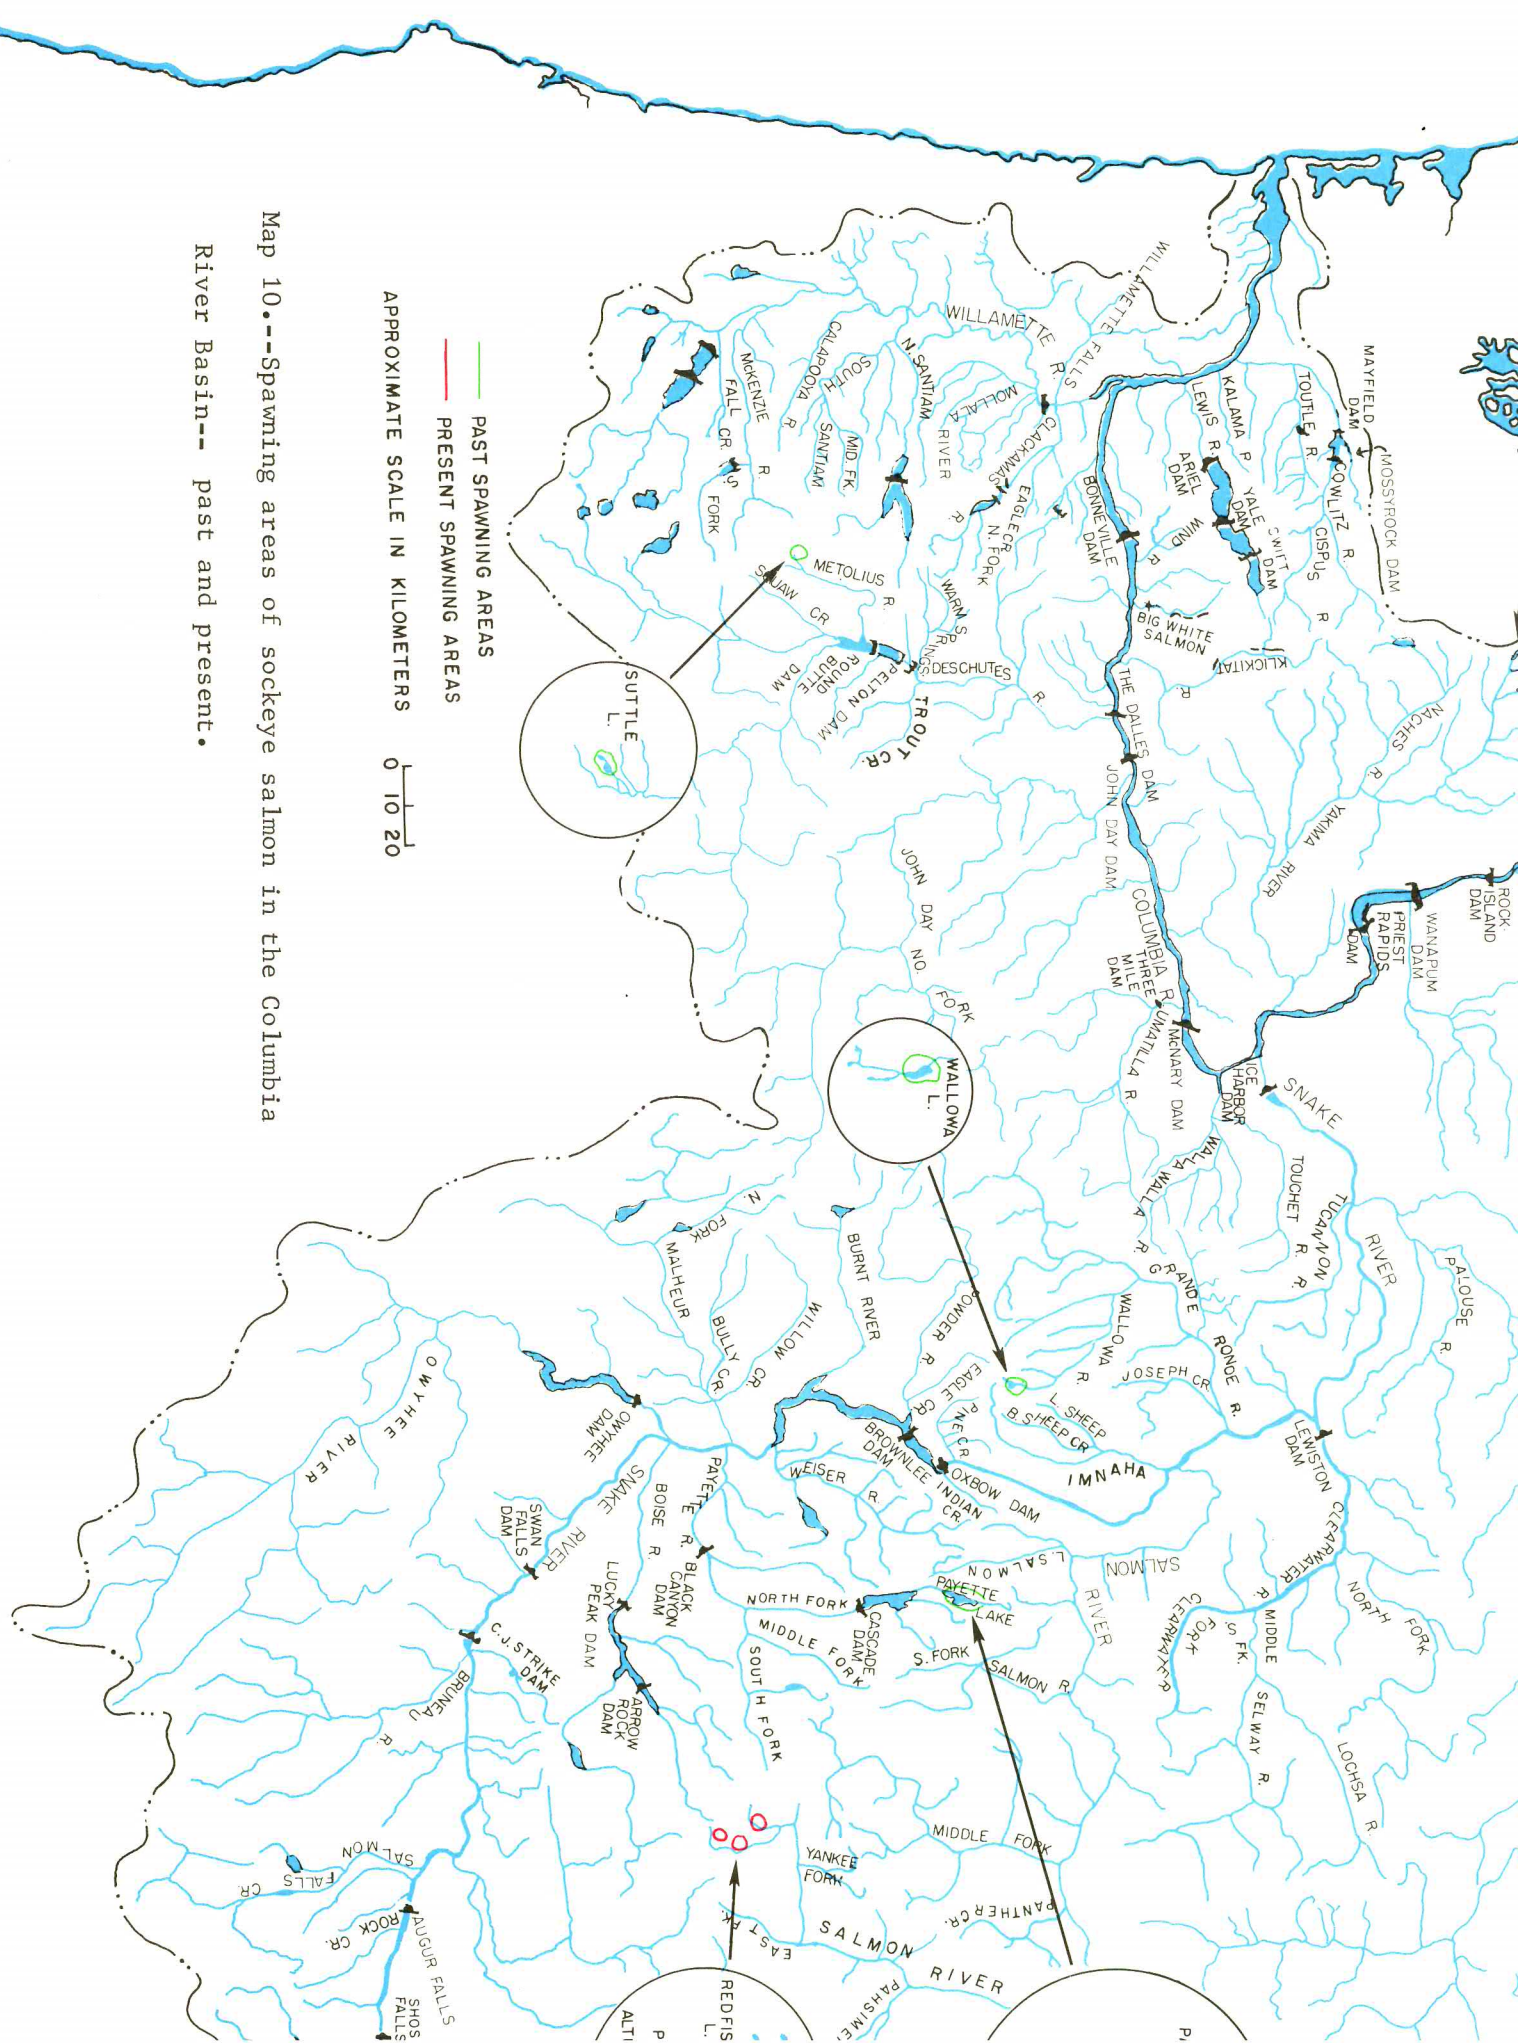 Map 10.--Spawning areas of sockeye salmon in the Columbia
River Basin-- past and present.
PAST SPAWNING AREAS
PRESENT SPAWNING AREAS
APPROXIMATE SCALE IN KILOMETERS
0 10 20
MAYFIELD
DAM
MOSSYROCK DAM
TOUTLE R.
COWLITZ R.
CISPUS R
KALAMA
LEWIS R.
ARIEL
DAM
YALE
DAM
SWIFT
DAM
WIND
R
BONNEVILLE
DAM
BIG WHITE
SALMON
KLICKITAT
R
THE DALLES DAM
JOHN DAY DAM
COLUMBIA R
NACHES R.
YAKIMA RIVER
ROCK
ISLAND
DAM
WANAPUM
DAM
PRIEST
RAPIDS
DAM
THREE
MILE
DAM
UMATILLA R.
McNARY DAM
ICE
HARBOR
DAM
SNAKE
RIVER
WILLAMETTE FALLS
WILLAMETTE R.
MOLLALA
RIVER
CLACKAMAS
R.
EAGLE CR
N. FORK
N. SANTIAM
SOUTH
SANTIAM
MID. FK.
CALAPOOYA R
McKENZIE R.
FALL CR.
S FORK
METOLIUS R.
SQUAW CR
WARM SPRINGS
DESCHUTES R.
ROUND
BUTTE
DAM
PELTON DAM
TROUT CR.
SUTTLE
L.
JOHN DAY NO. FORK
WALLOWA
L.
WALLA WALLA R.
TOUCHET R.
TUCANNON R.
PALOUSE R.
GRANDE RONDE R.
WALLOWA R.
JOSEPH CR
L. SHEEP
B. SHEEP CR
IMNAHA
LEWISTON
DAM
CLEARWATER R.
NORTH FORK
MIDDLE
S. FK.
S. FORK
CLEARWATER
SELWAY R.
LOCHSA R.
N. FORK
MALHEUR
BULLY CR.
WILLOW CR
BURNT RIVER
POWDER R.
EAGLE CR
PINE CR
BROWNLEE
DAM
OXBOW DAM
INDIAN
CR.
WEISER R.
OWYHEE RIVER
OWYHEE
DAM
SNAKE RIVER
PAYETTE R.
BOISE R.
BLACK
CANYON
DAM
LUCKY
PEAK DAM
ARROW
ROCK
DAM
SWAN
FALLS
DAM
C.J. STRIKE
DAM
BRUNEAU R.
NORTH FORK
MIDDLE FORK
SOUTH FORK
CASCADE
DAM
PAYETTE
LAKE
L. SALMON
SALMON
RIVER
S. FORK
SALMON R.
MIDDLE FORK
YANKEE
FORK
PANTHER CR.
EAST FK.
SALMON RIVER
PAHSIME
SALMON FALLS CR.
ROCK CR.
AUGUR FALLS
SHOS
FALLS
REDFIS
L.
ALTU
P